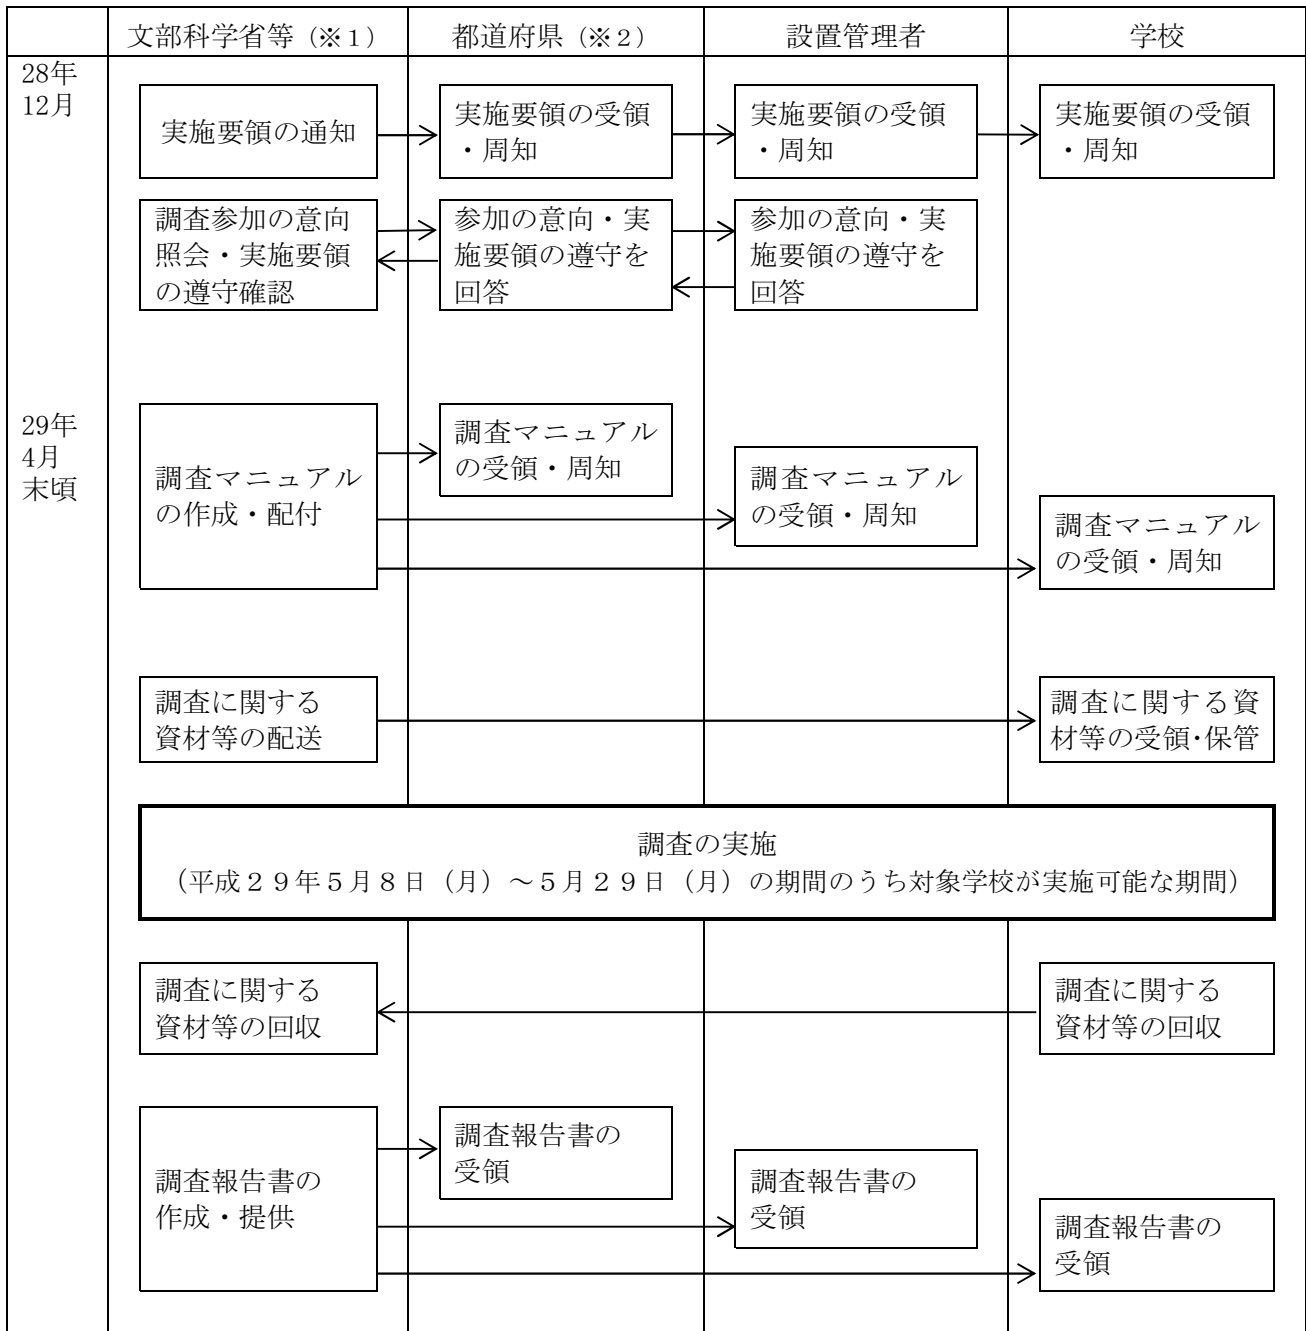 文部科学省等（※１）
都道府県（※２）
設置管理者
学校
28年
12月
実施要領の通知
実施要領の受領
・周知
実施要領の受領
・周知
実施要領の受領
・周知
調査参加の意向
照会・実施要領
の遵守確認
参加の意向・実
施要領の遵守を
回答
参加の意向・実
施要領の遵守を
回答
29年
4月
末頃
調査マニュアル
の作成・配付
調査マニュアル
の受領・周知
調査マニュアル
の受領・周知
調査マニュアル
の受領・周知
調査に関する
資材等の配送
調査に関する資
材等の受領・保管
調査の実施
（平成２９年５月８日（月）～５月２９日（月）の期間のうち対象学校が実施可能な期間）
調査に関する
資材等の回収
調査に関する
資材等の回収
調査報告書の
作成・提供
調査報告書の
受領
調査報告書の
受領
調査報告書の
受領